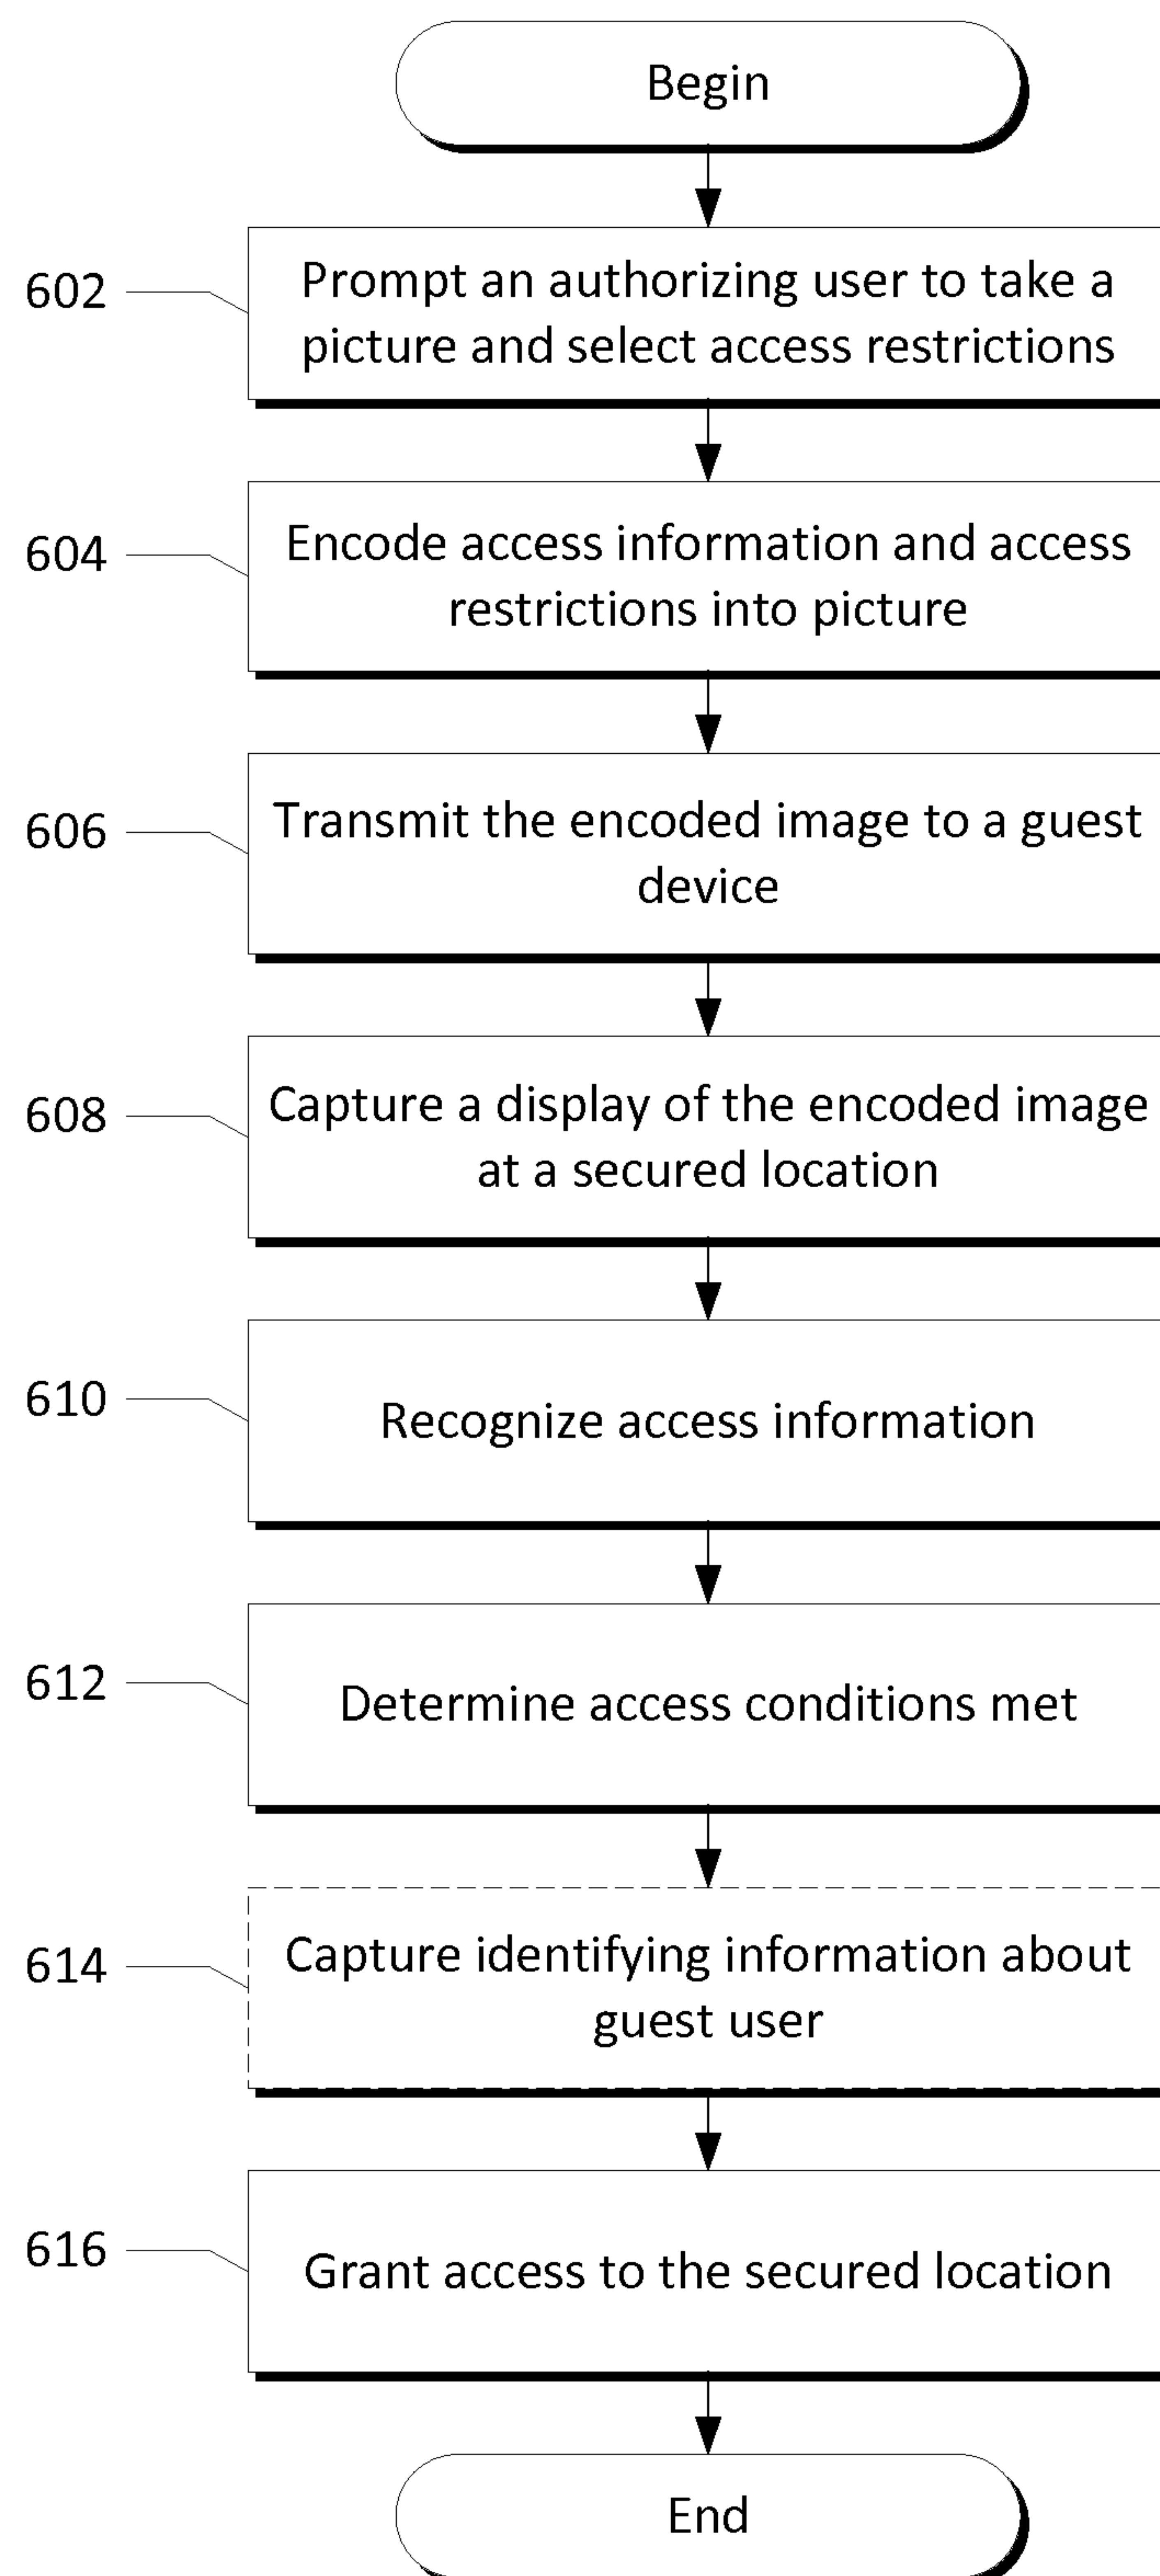 Begin
602
Prompt an authorizing user to take a
picture and select access restrictions
604
Encode access information and access
restrictions into picture
606
Transmit the encoded image to a guest
device
608
Capture a display of the encoded image
at a secured location
610
Recognize access information
612
Determine access conditions met
614
Capture identifying information about
guest user
616
Grant access to the secured location
End